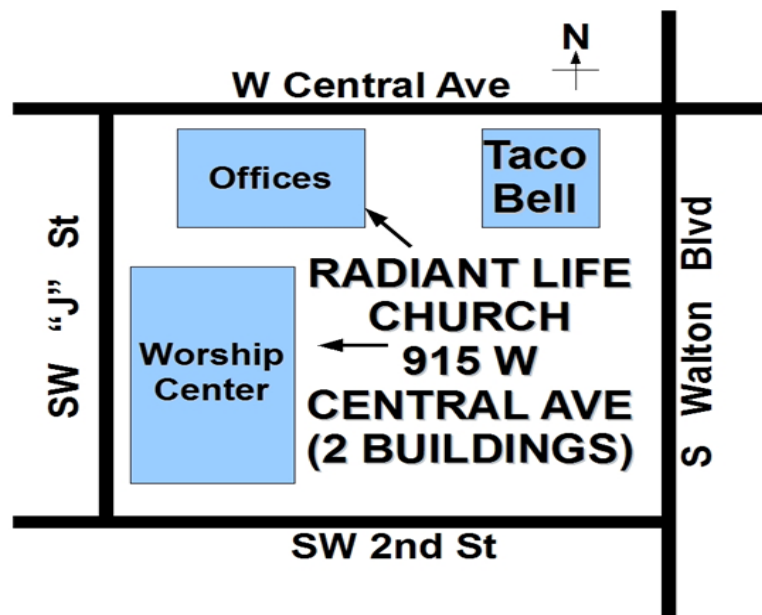 N
W Central Ave
Offices
Taco
Bell
SW “J” St
S Walton Blvd
RADIANT LIFE
CHURCH
915 W
CENTRAL AVE
(2 BUILDINGS)
Worship
Center
SW 2nd St